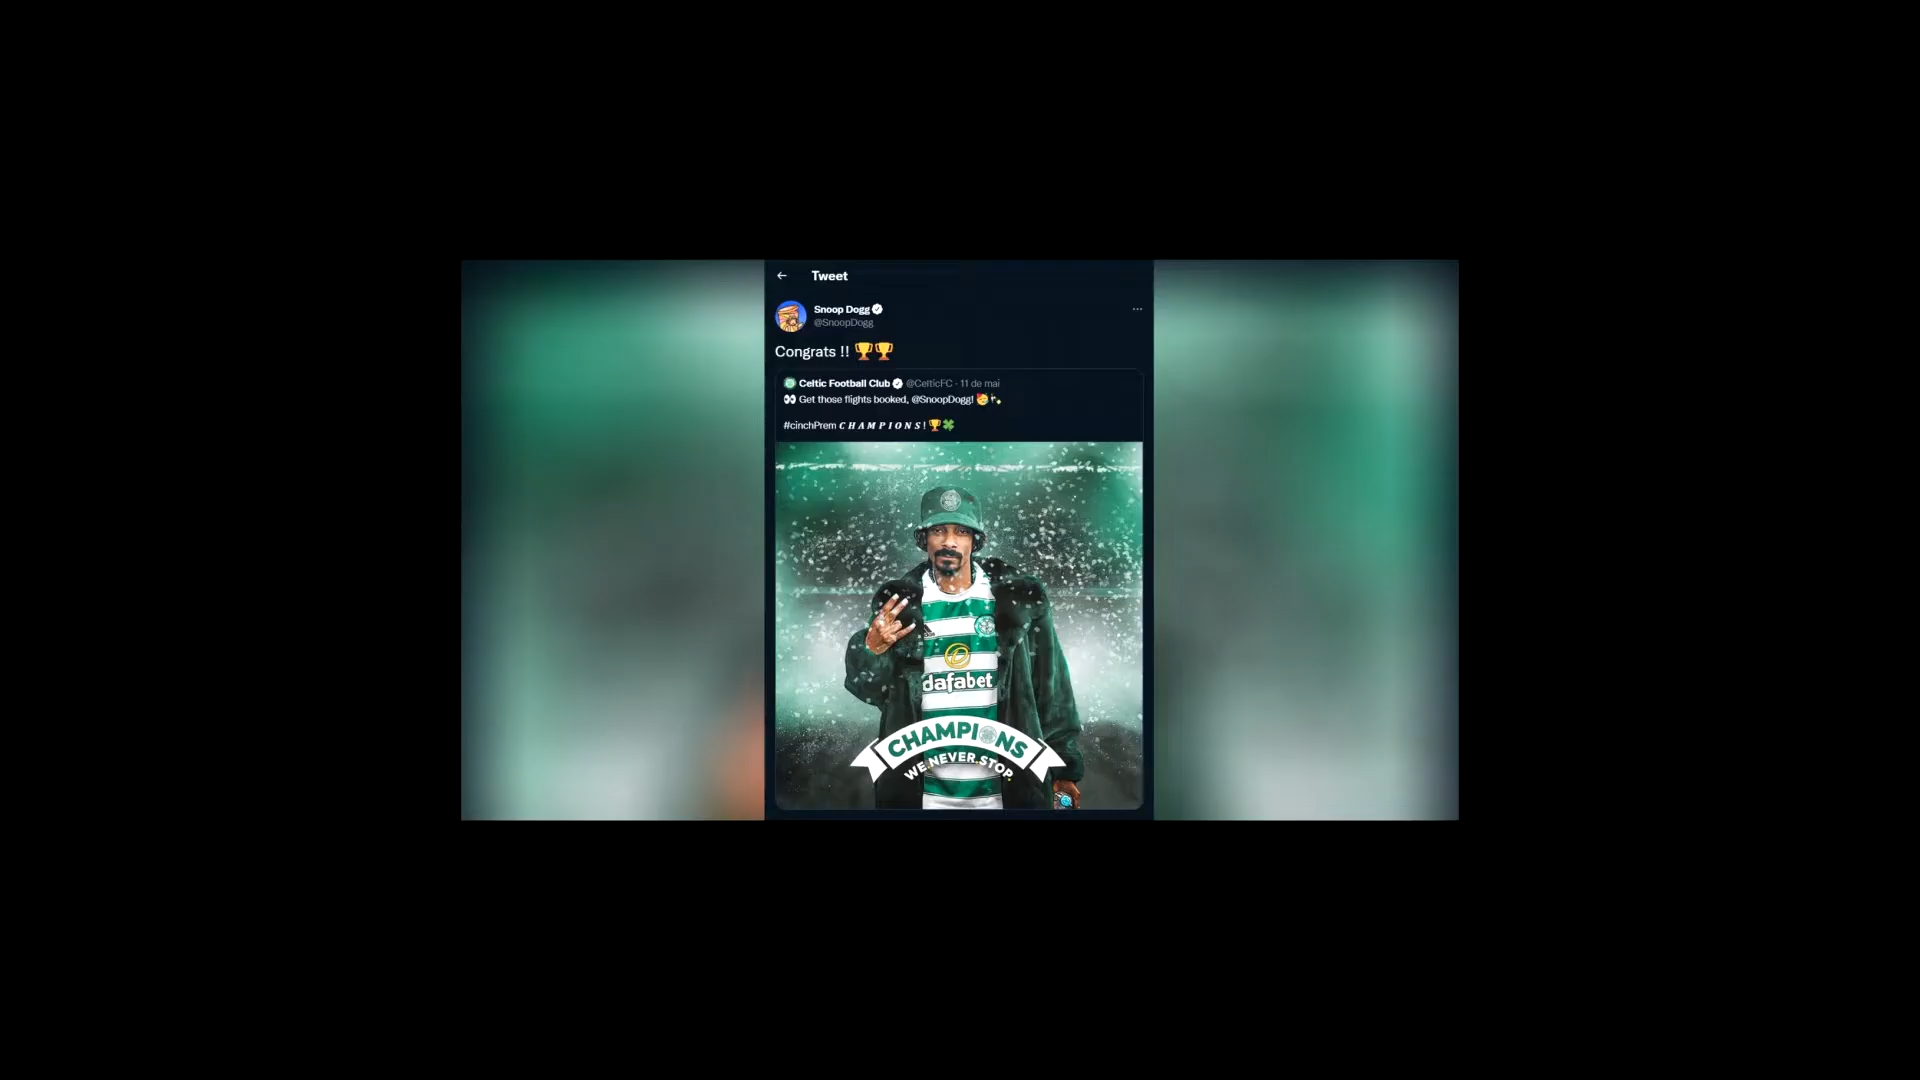 Tweet
Snoop Dogg
@SnoopDogg
Congrats !! 🏆🏆
Celtic Football Club @CelticFC · 11 de mai
👀 Get those flights booked, @SnoopDogg! 🥳🍾
#cinchPrem 𝑪 𝑯 𝑨 𝑴 𝑷 𝑰 𝑶 𝑵 𝑺 ! 🏆🍀
dafabet
CHAMPIONS
WE.NEVER.STOP.